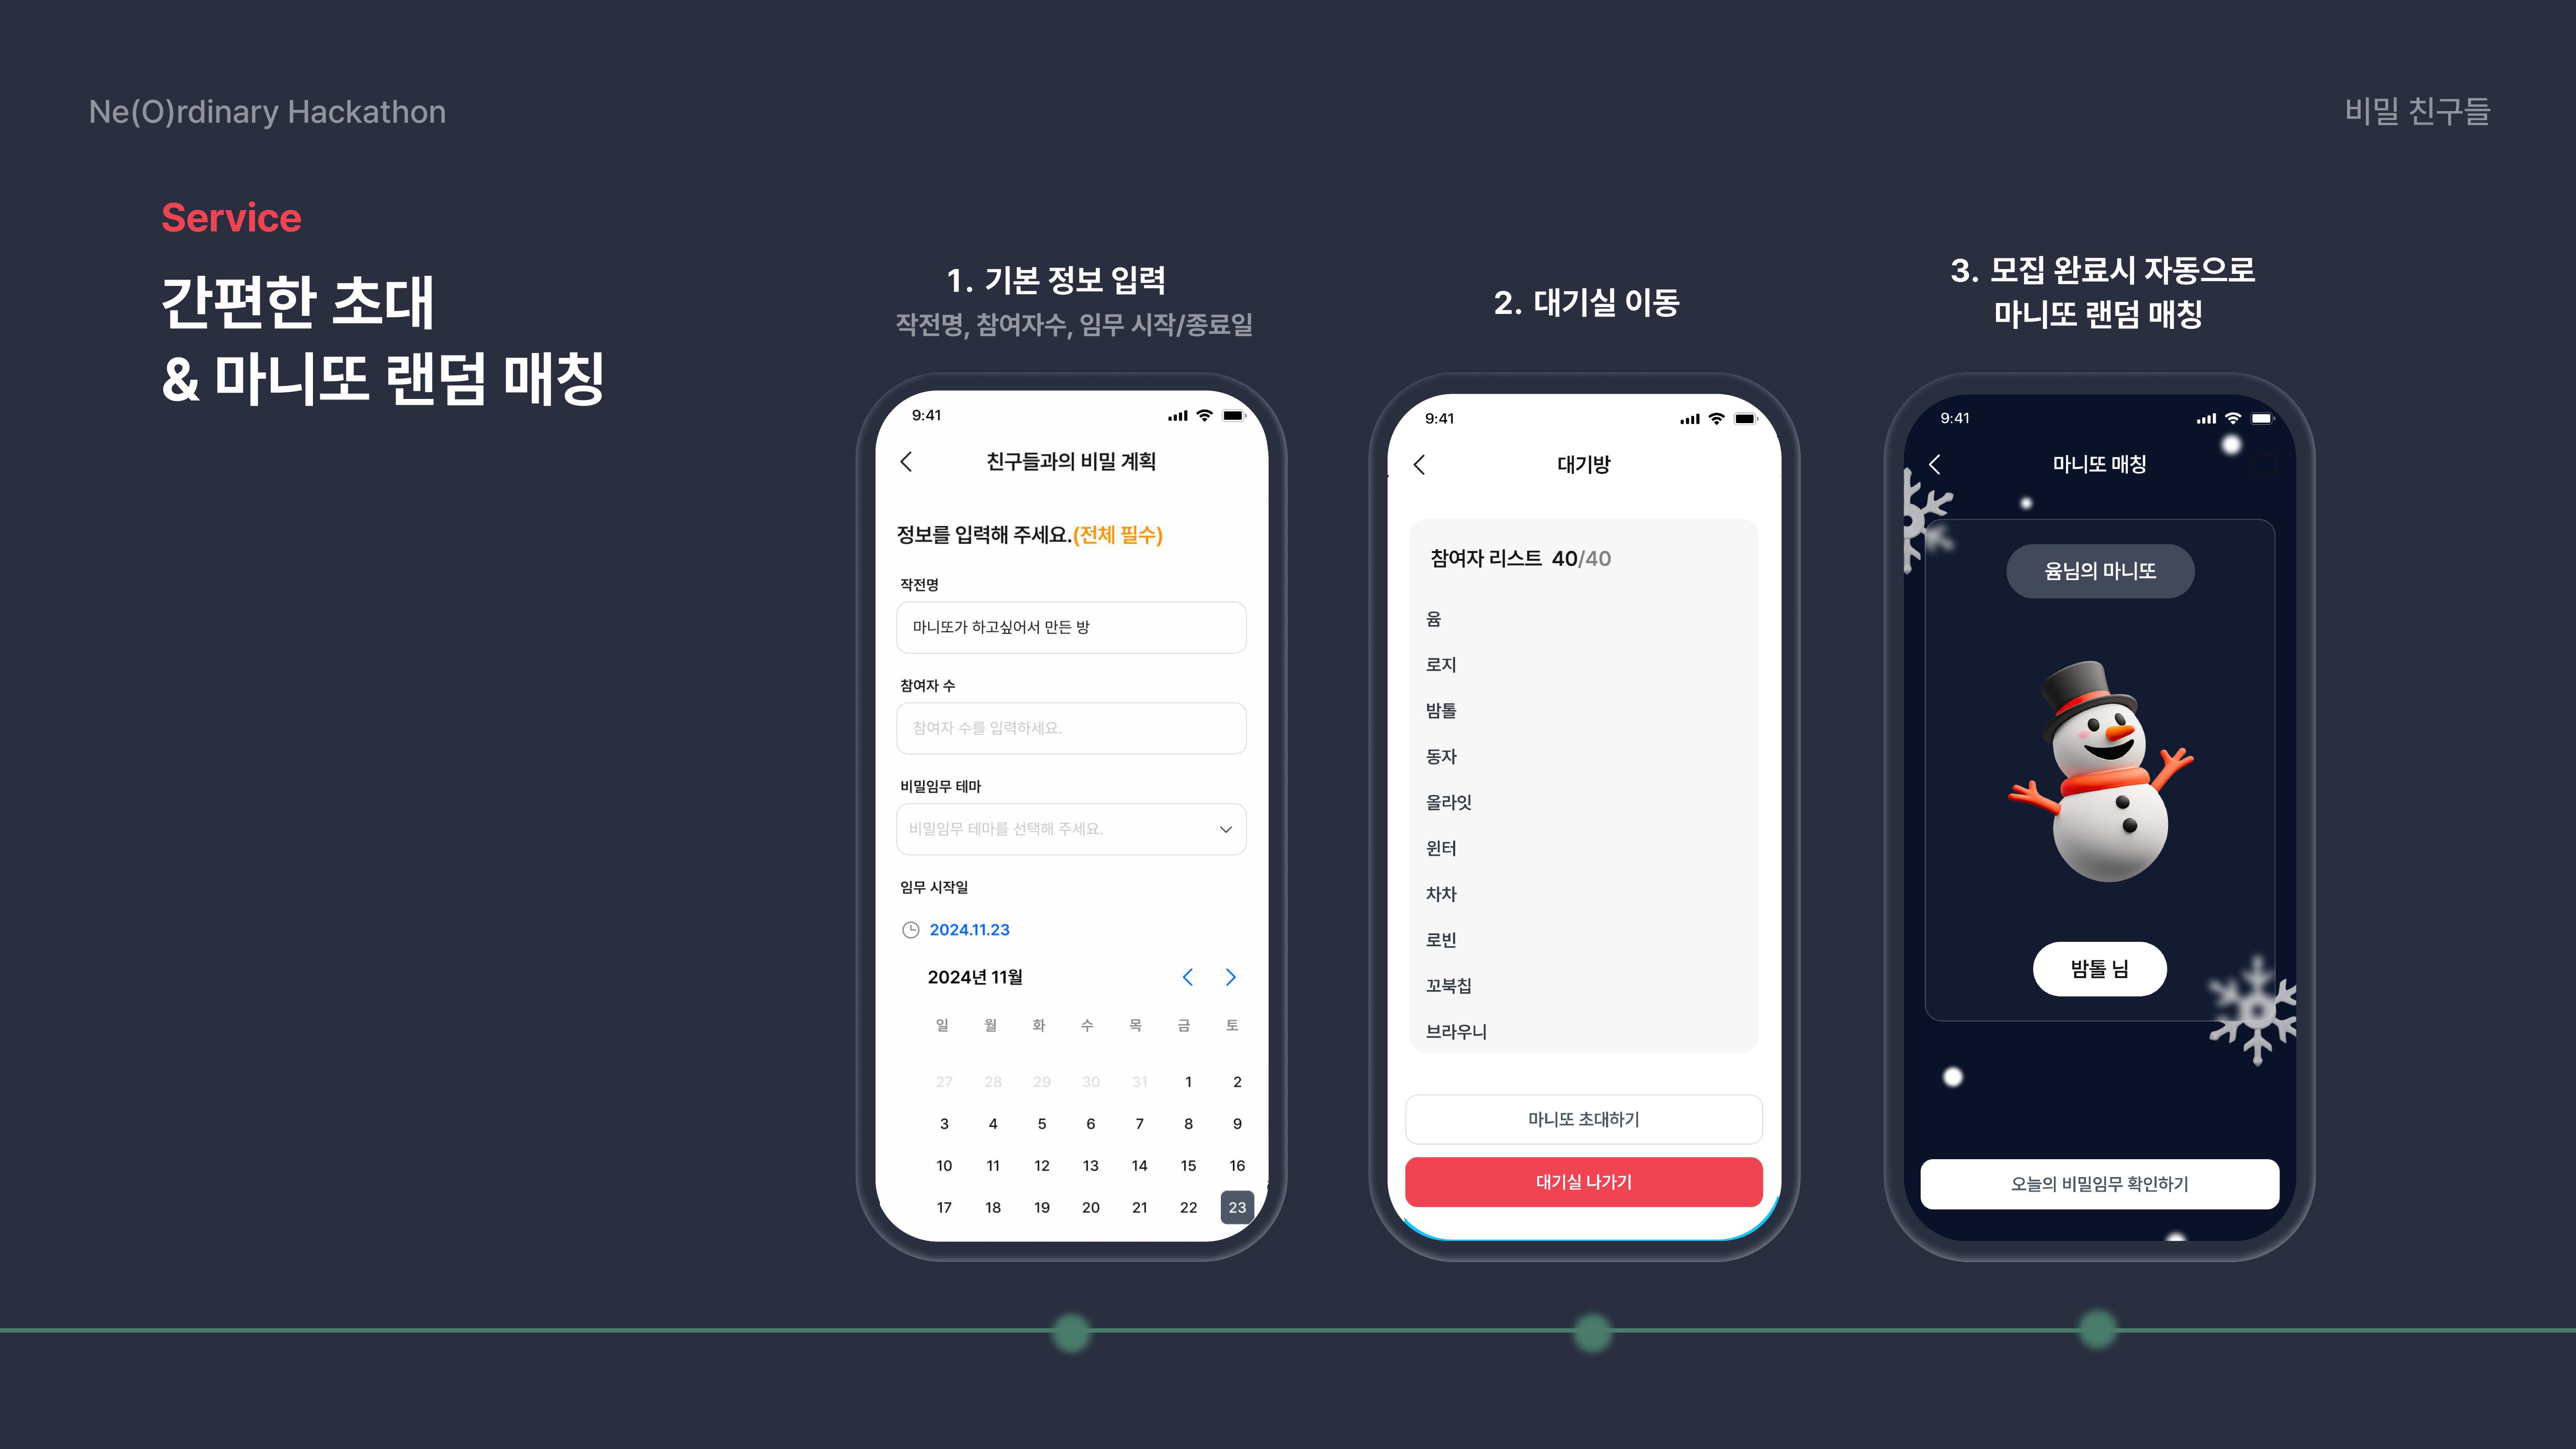 Ne(O)rdinary Hackathon
비밀 친구들
Service
간편한 초대
& 마니또 랜덤 매칭
1. 기본 정보 입력
작전명, 참여자수, 임무 시작/종료일
9:41
친구들과의 비밀 계획
정보를 입력해 주세요.(전체 필수)
작전명
마니또가 하고싶어서 만든 방
참여자 수
참여자 수를 입력하세요.
비밀임무 테마
비밀임무 테마를 선택해 주세요.
임무 시작일
2024.11.23
2024년 11월
일 월 화 수 목 금 토
27 28 29 30 31 1 2
3 4 5 6 7 8 9
10 11 12 13 14 15 16
17 18 19 20 21 22 23
2. 대기실 이동
9:41
대기방
참여자 리스트 40/40
윰
로지
밤톨
동자
올라잇
윈터
차차
로빈
꼬북칩
브라우니
마니또 초대하기
대기실 나가기
3. 모집 완료시 자동으로
마니또 랜덤 매칭
9:41
마니또 매칭
윰님의 마니또
밤톨 님
오늘의 비밀임무 확인하기